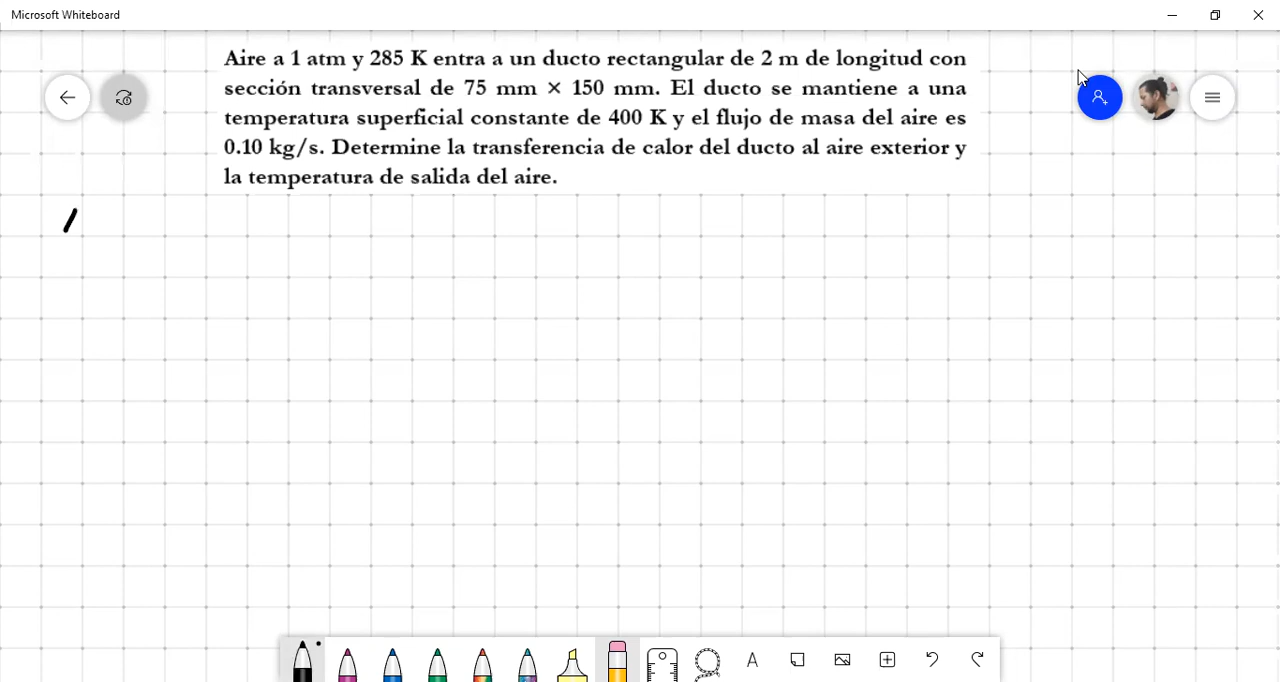 Microsoft Whiteboard
Aire a 1 atm y 285 K entra a un ducto rectangular de 2 m de longitud con
sección transversal de 75 mm × 150 mm. El ducto se mantiene a una
temperatura superficial constante de 400 K y el flujo de masa del aire es
0.10 kg/s. Determine la transferencia de calor del ducto al aire exterior y
la temperatura de salida del aire.